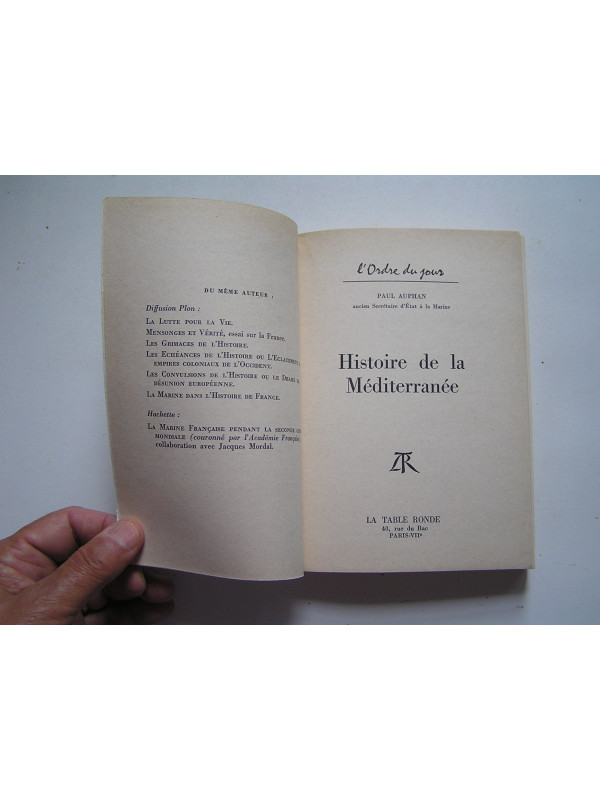 DU MÊME AUTEUR :
Diffusion Plon :
LA LUTTE POUR LA VIE.
MENSONGES ET VÉRITÉ, essai sur la France.
LES GRIMACES DE L'HISTOIRE.
LES ECHÉANCES DE L'HISTOIRE OU L'ECLATEMENT
EMPIRES COLONIAUX DE L'OCCIDENT.
LES CONVULSIONS DE L'HISTOIRE OU LE
DÉSUNION EUROPÉENNE.
LA MARINE DANS L'HISTOIRE DE FRANCE.
Hachette :
LA MARINE FRANÇAISE PENDANT LA SECONDE
MONDIALE (couronné par l'Académie
collaboration avec Jacques Mordal.
l'Ordre du jour
PAUL AUPHAN
ancien Secrétaire d'État à la Marine
Histoire de la
Méditerranée
TR
LA TABLE RONDE
40, rue du Bac
PARIS-VIIe